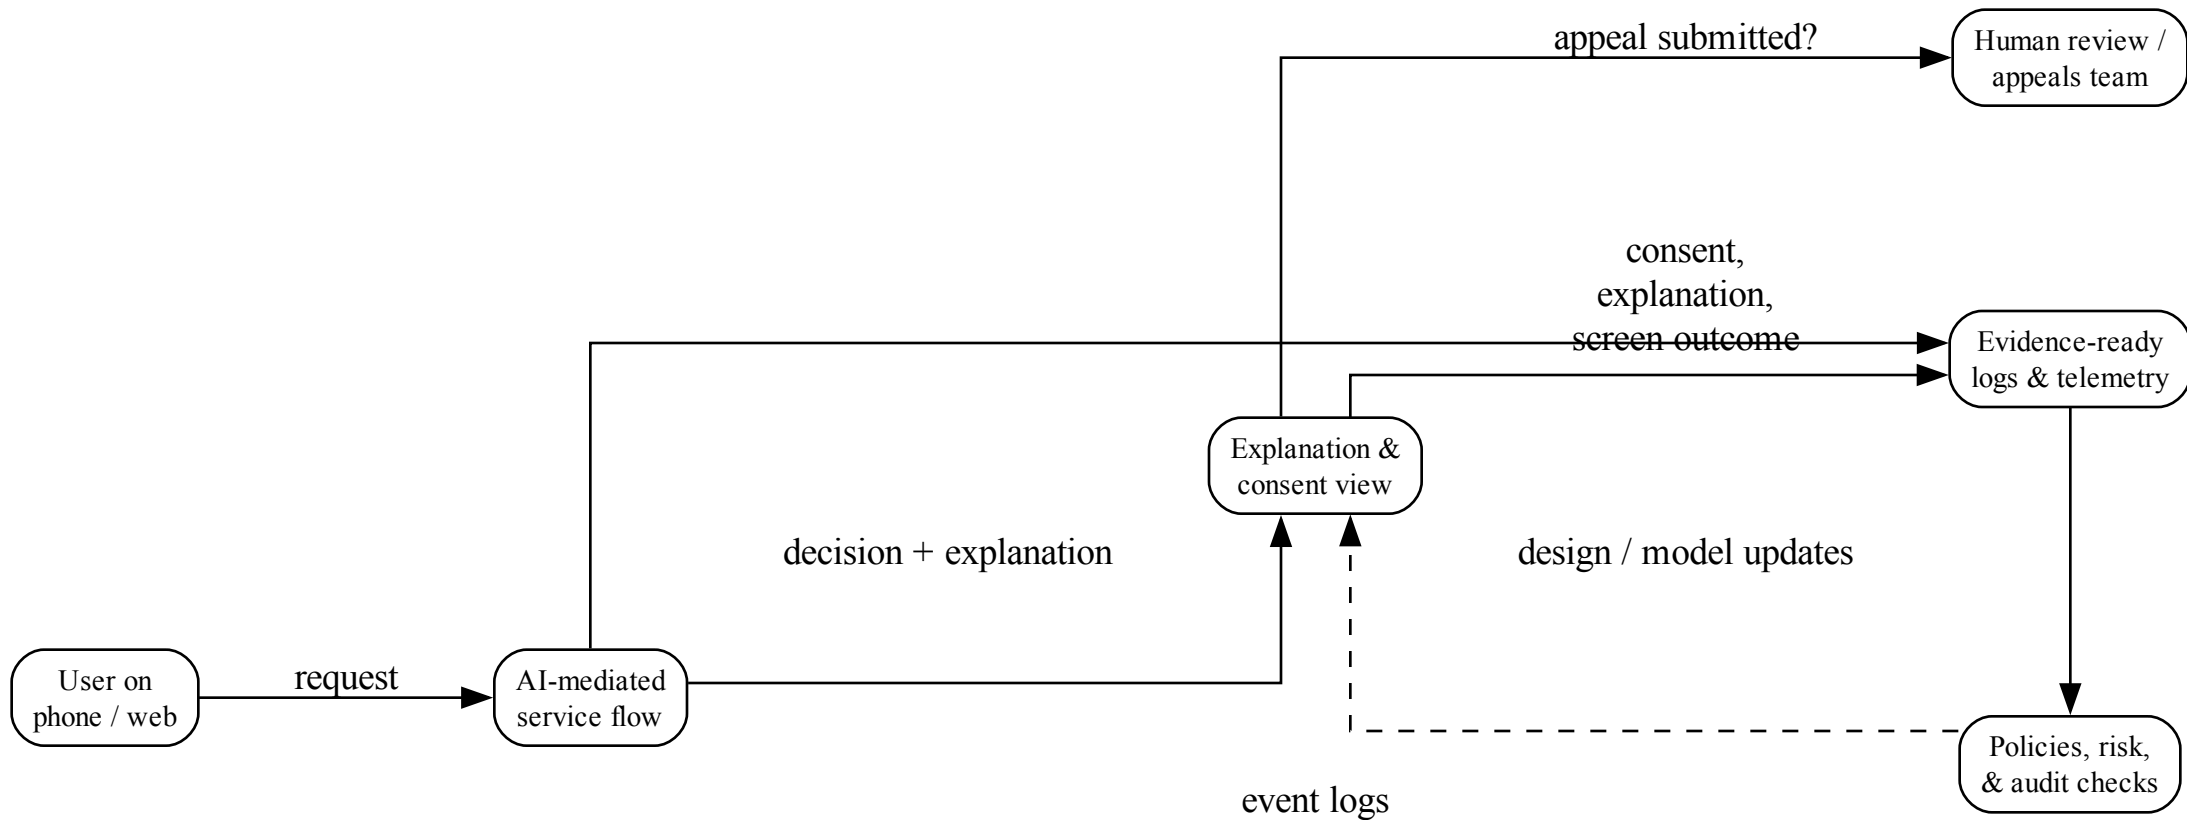 appeal submitted?
Human review /
appeals team
consent,
explanation,
screen outcome
Evidence-ready
logs & telemetry
Explanation &
consent view
decision + explanation
design / model updates
User on
phone / web
request
AI-mediated
service flow
Policies, risk,
& audit checks
event logs